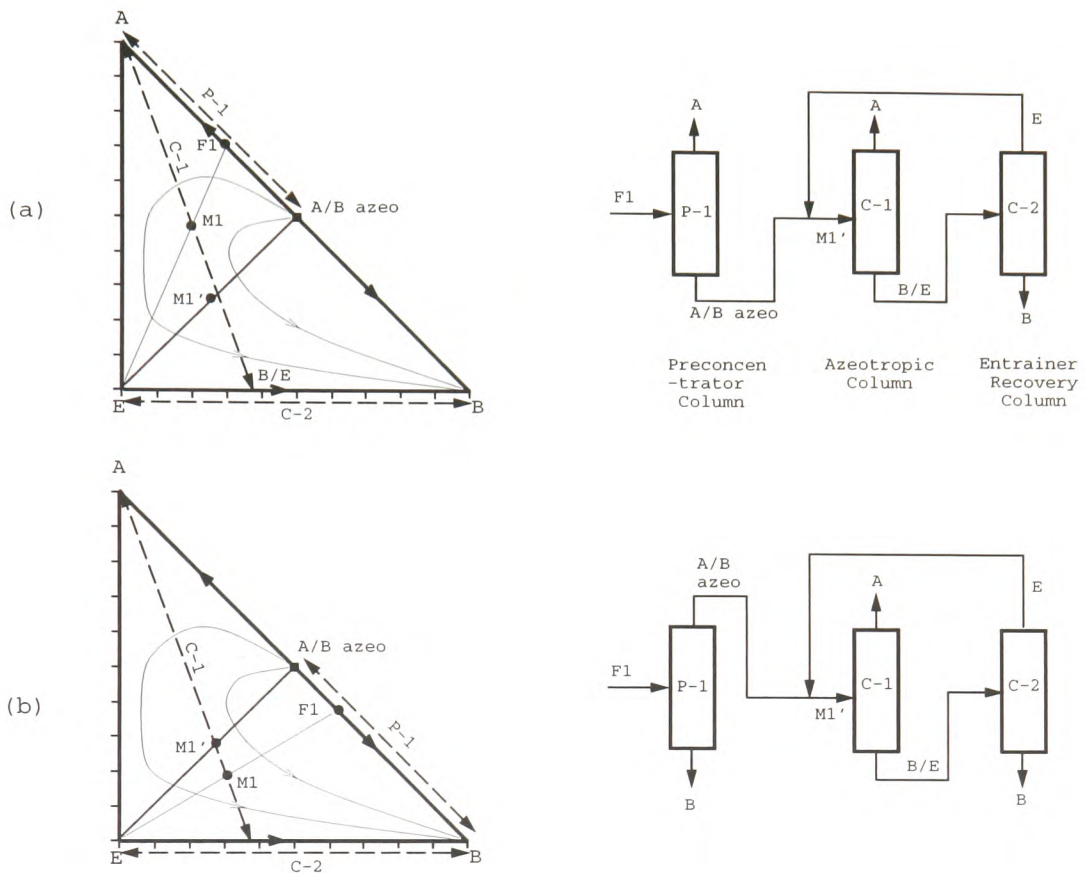 (a)
A
P-1
F1
C-1
M1
A/B azeo
M1'
B/E
E
C-2
B
A
A
E
F1
P-1
C-1
C-2
M1'
A/B azeo
B/E
B
Preconcen
-trator
Column
Azeotropic
Column
Entrainer
Recovery
Column
(b)
A
C-1
A/B azeo
F1
P-1
M1'
M1
E
C-2
B
A/B
azeo
A
E
F1
P-1
C-1
C-2
M1'
B/E
B
B